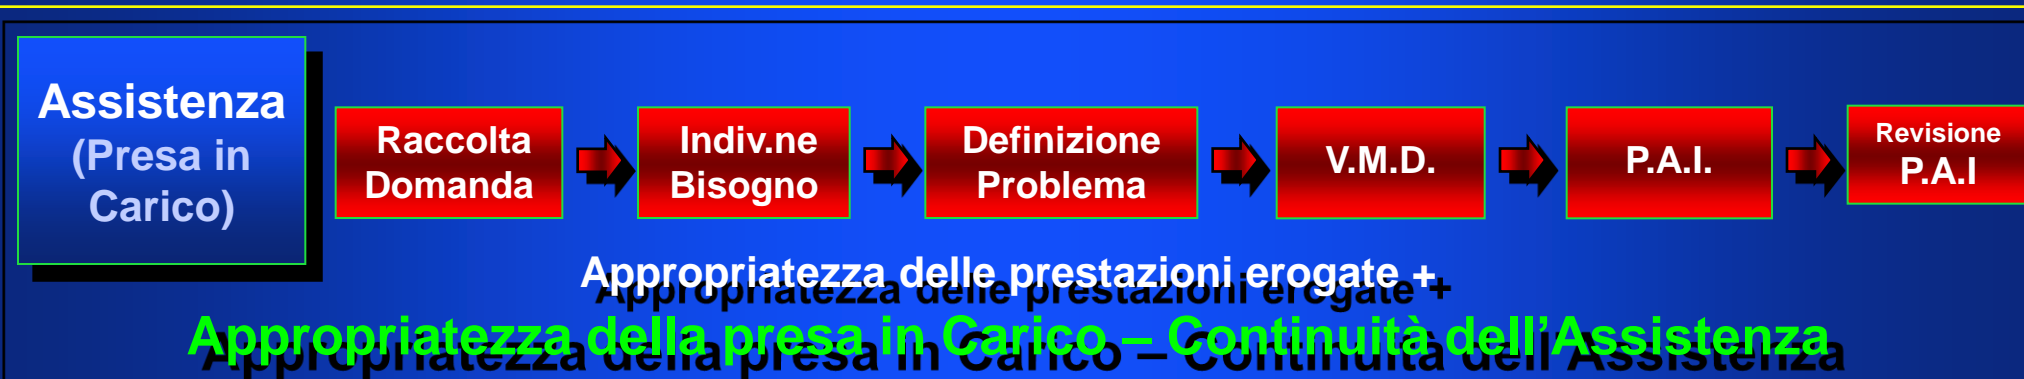 Assistenza
(Presa in
Carico)
Raccolta
Domanda
Indiv.ne
Bisogno
Definizione
Problema
V.M.D.
P.A.I.
Revisione
P.A.I
Appropriatezza delle prestazioni erogate +
Appropriatezza della presa in Carico – Continuità dell’Assistenza